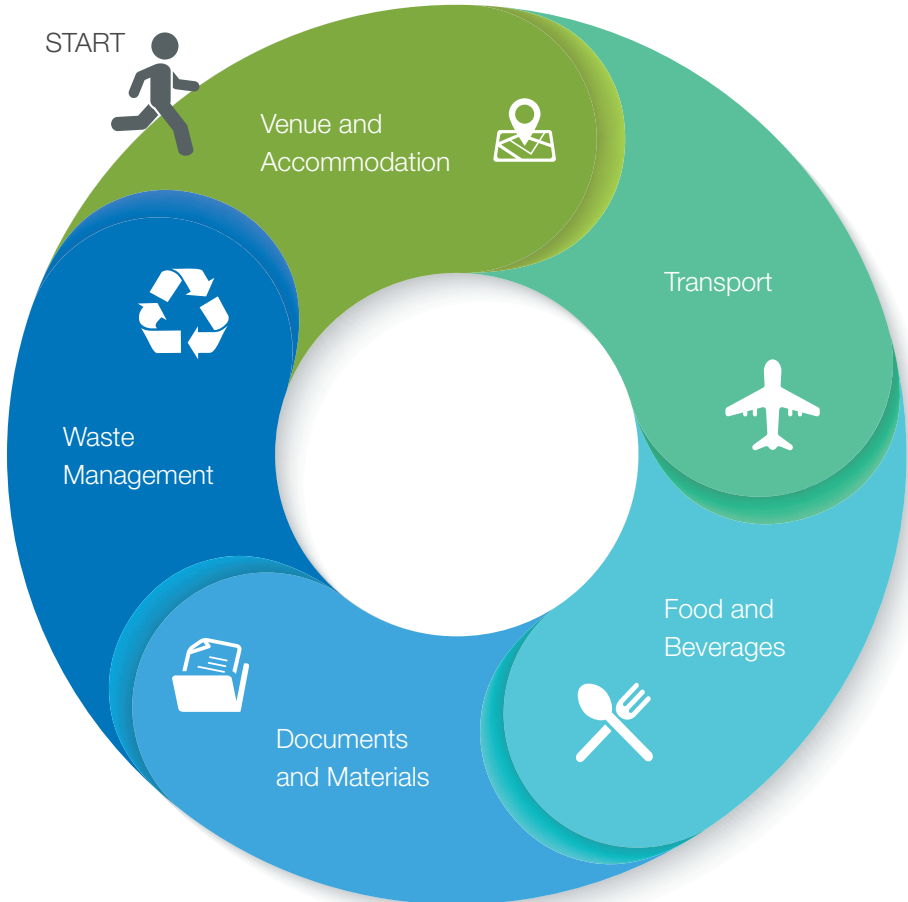 START
Venue and
Accommodation
Transport
Food and
Beverages
Documents
and Materials
Waste
Management